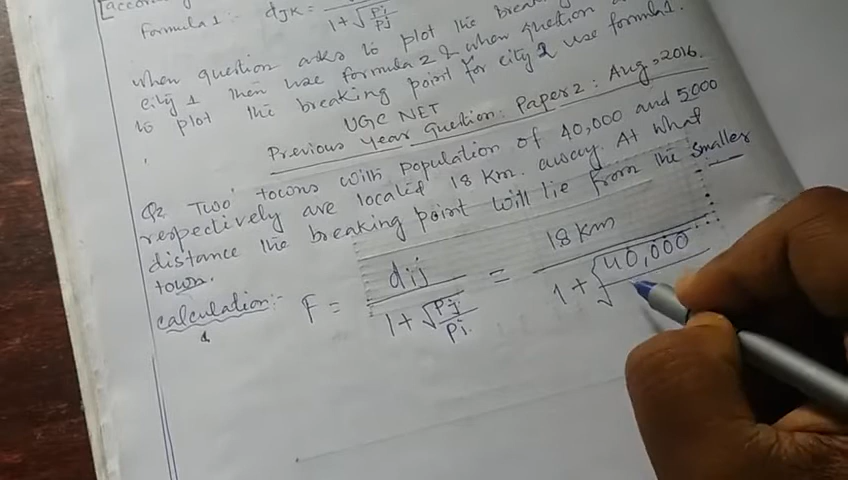 [accordin
Formula 1:- dJK = 1+√Pi/Pj
when question asks to plot the break
city 1 then use formula 2 & when question
to plot the breaking point for city 2 use formula 1.
UGC NET
Previous Year Question: Paper 2: Aug, 2016.
Q2. Two towns with population of 40,000 and 5000
respectively are located 18 Km. away. At what
distance the breaking point will lie from the smaller
town.
calculation:- F = dij / 1+√Pj/Pi = 18 Km / 1+√40,000